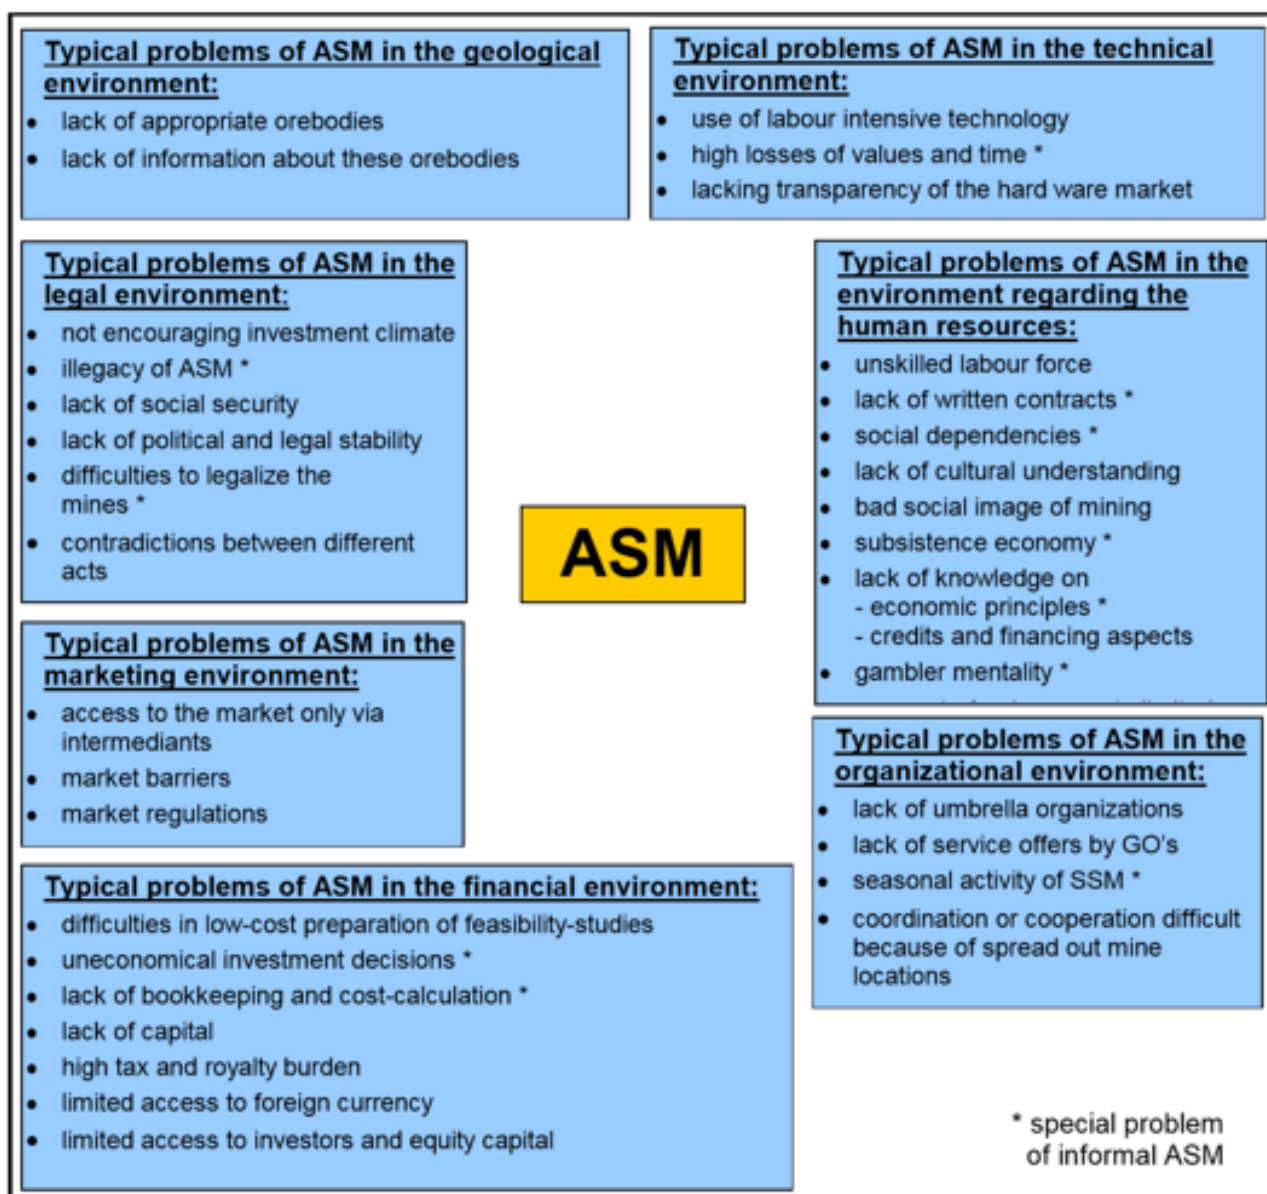 Typical problems of ASM in the geological
environment:
• lack of appropriate orebodies
• lack of information about these orebodies
Typical problems of ASM in the technical
environment:
• use of labour intensive technology
• high losses of values and time *
• lacking transparency of the hard ware market
Typical problems of ASM in the
legal environment:
• not encouraging investment climate
• illegacy of ASM *
• lack of social security
• lack of political and legal stability
• difficulties to legalize the
mines *
• contradictions between different
acts
ASM
Typical problems of ASM in the
environment regarding the
human resources:
• unskilled labour force
• lack of written contracts *
• social dependencies *
• lack of cultural understanding
• bad social image of mining
• subsistence economy *
• lack of knowledge on
- economic principles *
- credits and financing aspects
• gambler mentality *
Typical problems of ASM in the
marketing environment:
• access to the market only via
intermediants
• market barriers
• market regulations
Typical problems of ASM in the
organizational environment:
• lack of umbrella organizations
• lack of service offers by GO's
• seasonal activity of SSM *
• coordination or cooperation difficult
because of spread out mine
locations
Typical problems of ASM in the financial environment:
• difficulties in low-cost preparation of feasibility-studies
• uneconomical investment decisions *
• lack of bookkeeping and cost-calculation *
• lack of capital
• high tax and royalty burden
• limited access to foreign currency
• limited access to investors and equity capital
* special problem
of informal ASM